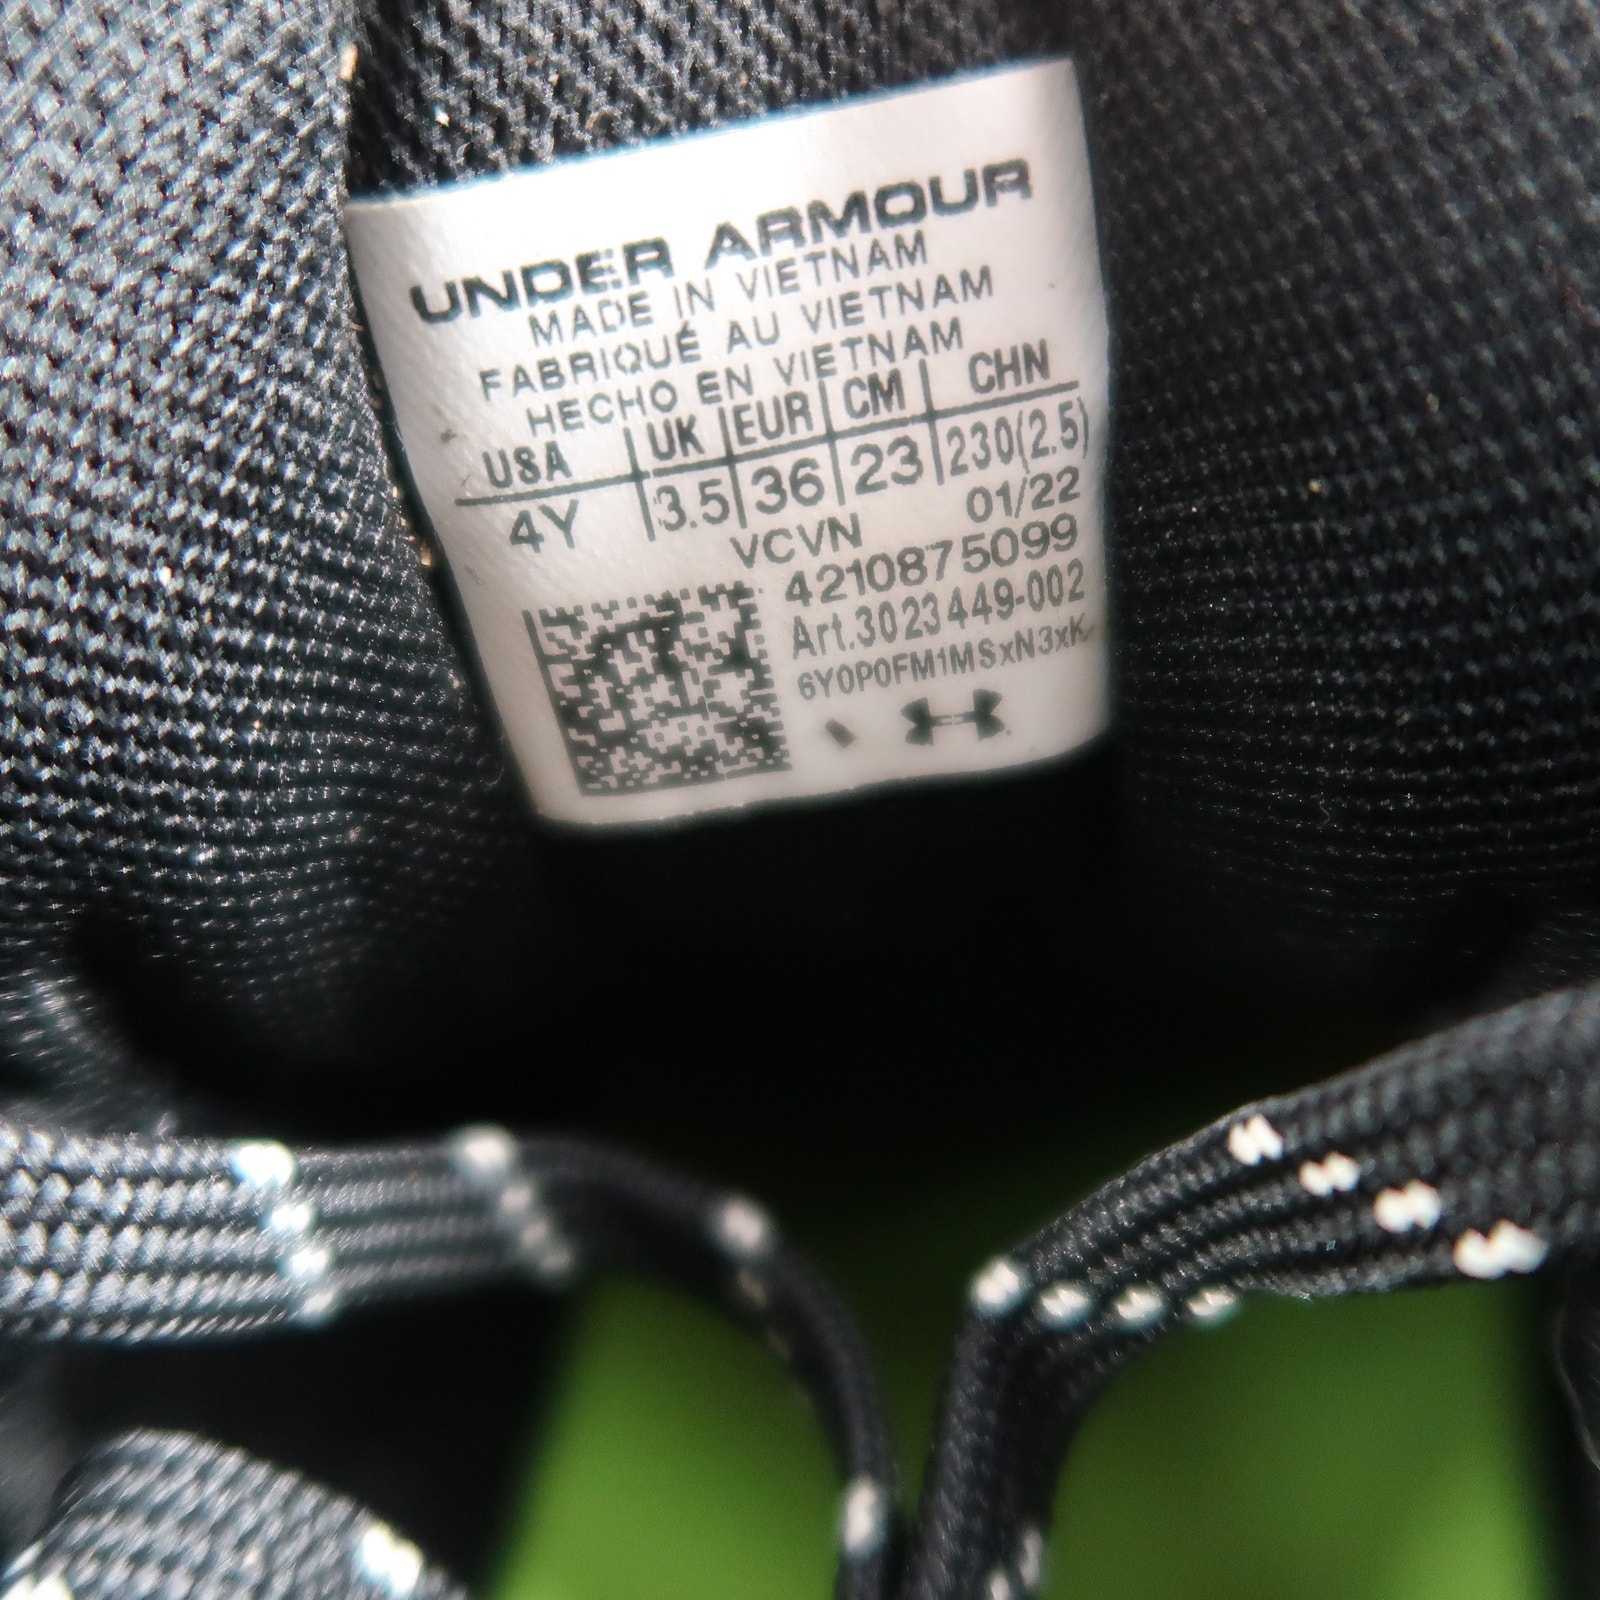 UNDER ARMOUR
MADE IN VIETNAM
FABRIQUÉ AU VIETNAM
HECHO EN VIETNAM
USA UK EUR CM CHN
4Y 3.5 36 23 230(2.5)
01/22
VCVN
4210875099
Art.3023449-002
6Y0P0FM1MSxN3xK